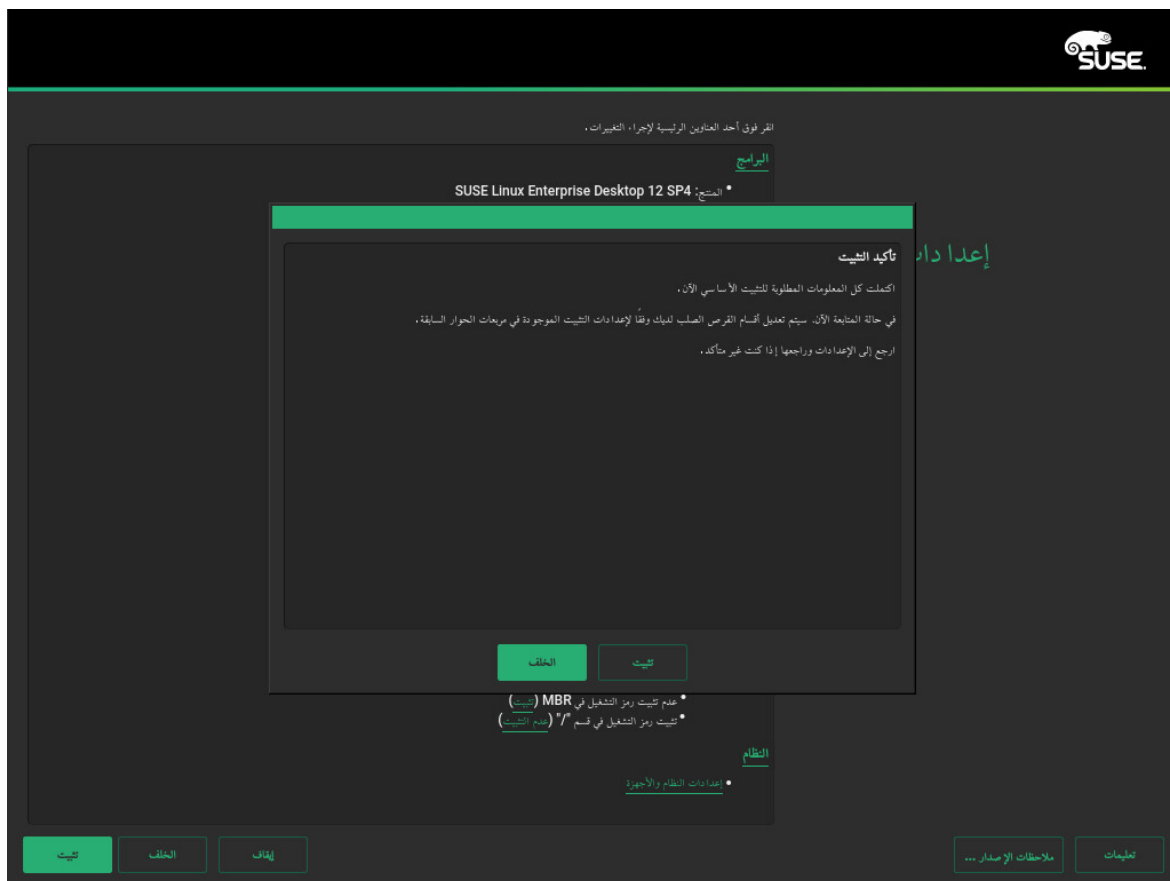 SUSE.
انقر فوق أحد العناوين الرئيسية لإجراء التغييرات.
البرامج
• المنتج: SUSE Linux Enterprise Desktop 12 SP4
تأكيد التثبيت
اكتملت كل المعلومات المطلوبة للتثبيت الأساسي الآن.
في حالة المتابعة الآن، سيتم تعديل أقسام القرص الصلب لديك وفقًا لإعدادات التثبيت الموجودة في مربعات الحوار السابقة.
ارجع إلى الإعدادات وراجعها إذا كنت غير متأكد.
تثبيت
الخلف
• عدم تثبيت رمز التشغيل في MBR (تثبيت)
• تثبيت رمز التشغيل في قسم "/" (عدم التثبيت)
النظام
• إعدادات النظام والأجهزة
تعليمات
ملاحظات الإصدار ...
إيقاف
الخلف
تثبيت